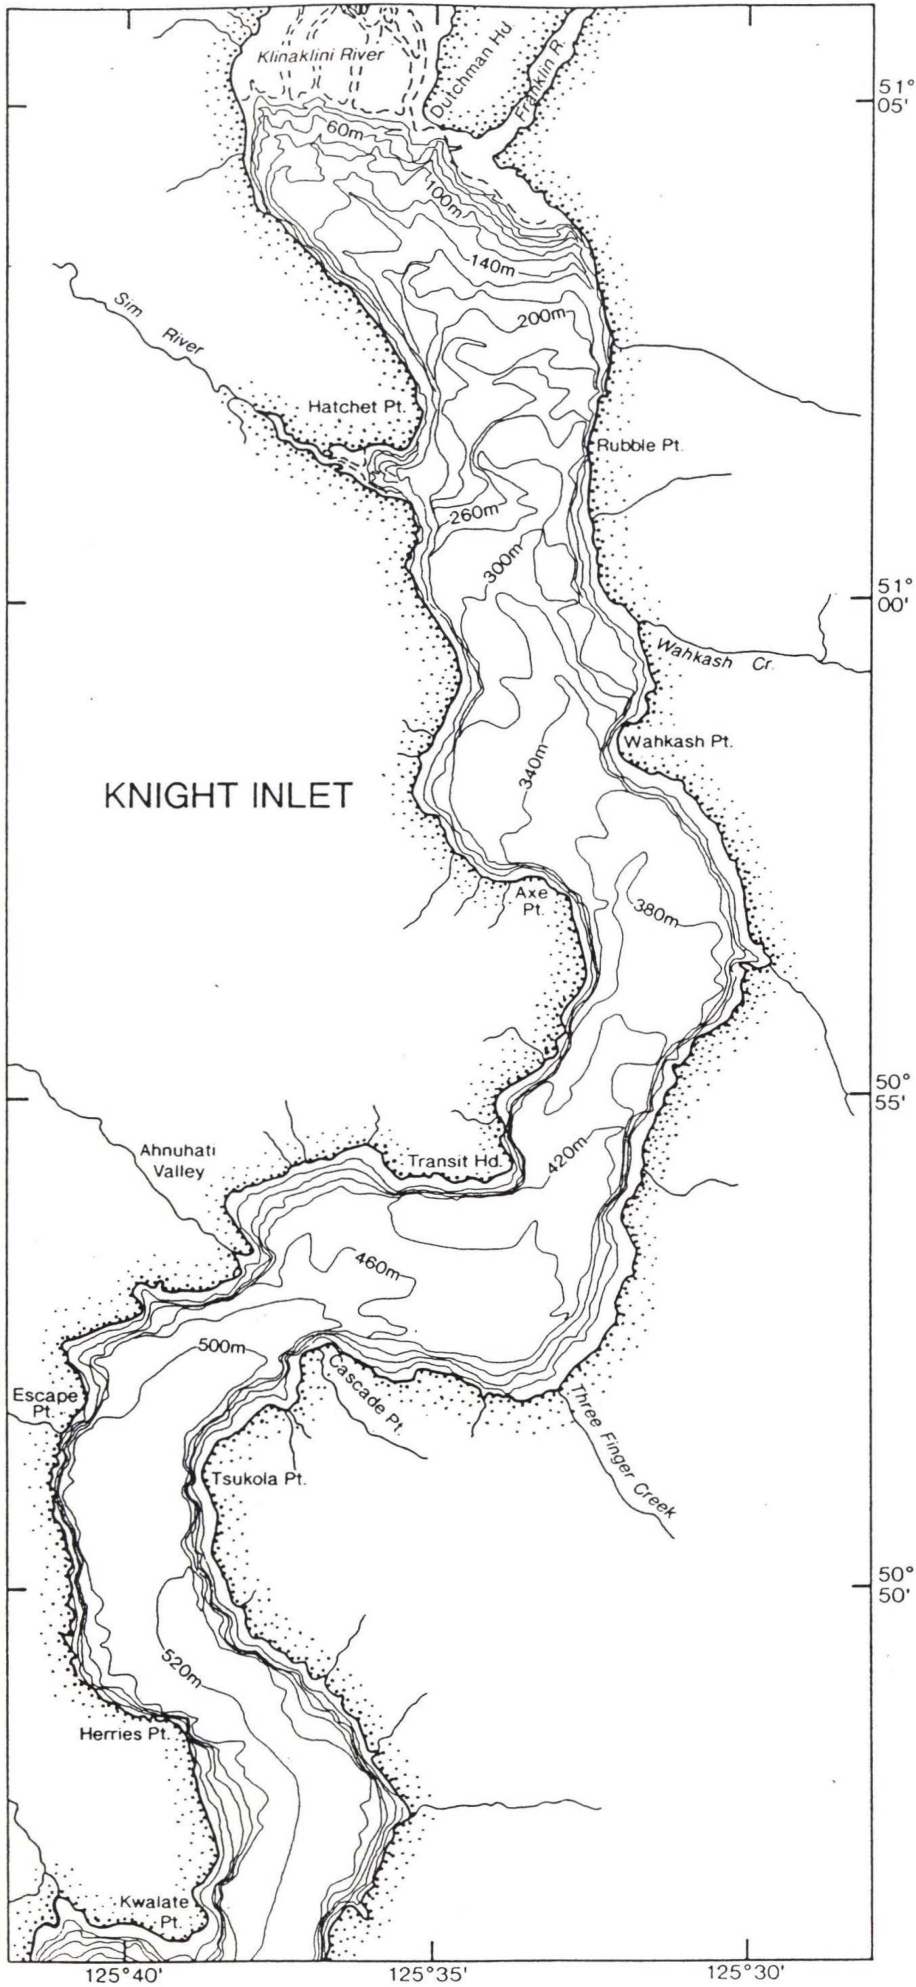 Klinaklini River
Dutchman Hd.
Franklin R.
51°
05'
60m
100m
140m
Sim River
200m
Hatchet Pt.
Rubble Pt.
260m
300m
51°
00'
Wahkash Cr.
Wahkash Pt.
340m
KNIGHT INLET
Axe
Pt.
380m
50°
55'
Ahnuhati
Valley
Transit Hd.
420m
460m
500m
Escape
Pt.
Cascade Pt.
Three Finger Creek
Tsukola Pt.
50°
50'
520m
Herries Pt.
Kwalate
Pt.
125°40'
125°35'
125°30'